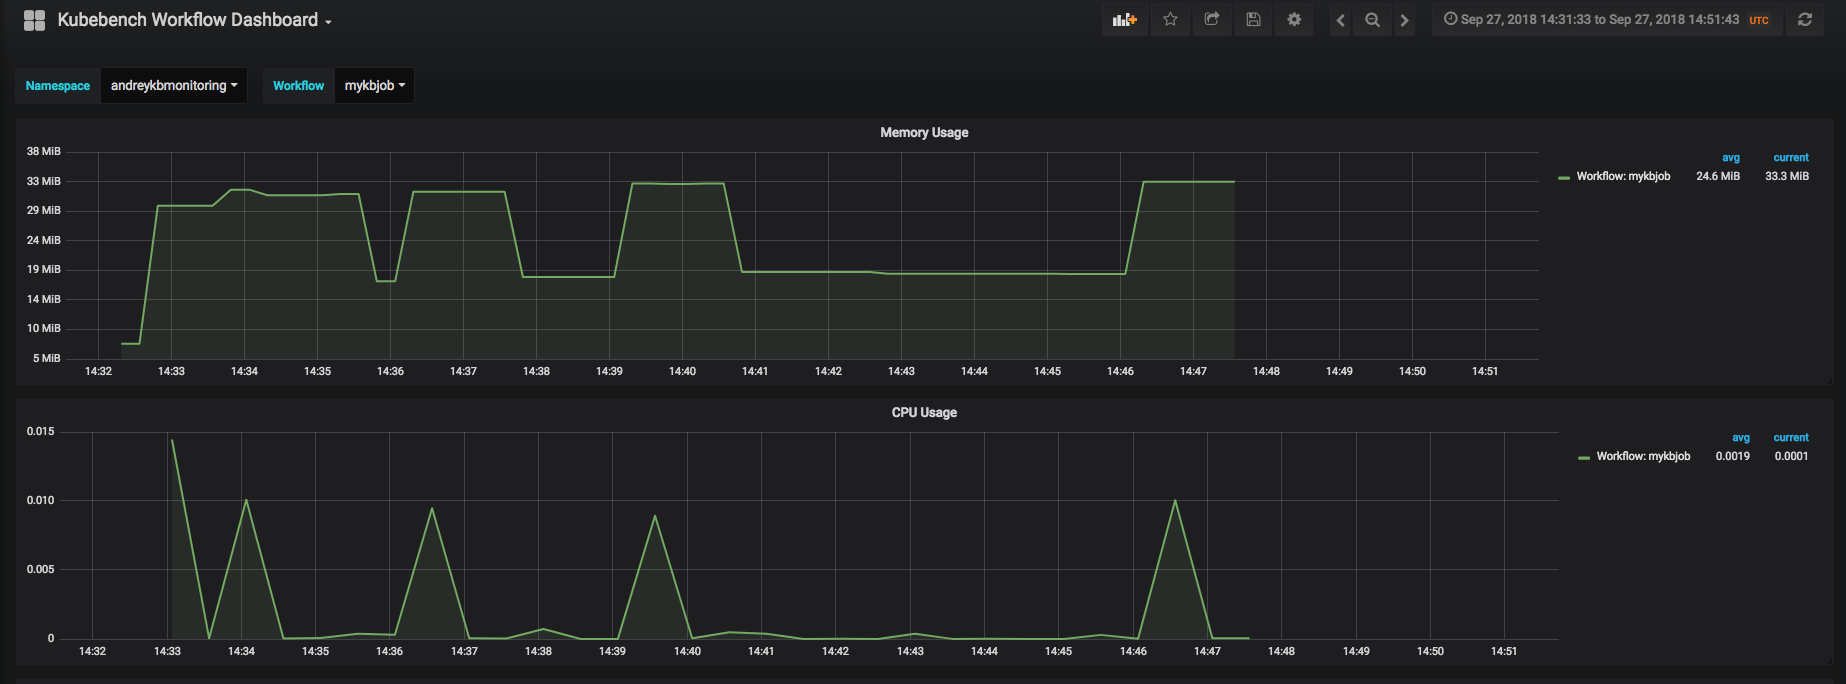 Kubebench Workflow Dashboard
Sep 27, 2018 14:31:33 to Sep 27, 2018 14:51:43 UTC
Namespace andreykbmonitoring Workflow mykbjob
Memory Usage
38 MiB
33 MiB
29 MiB
24 MiB
19 MiB
14 MiB
10 MiB
5 MiB
14:32 14:33 14:34 14:35 14:36 14:37 14:38 14:39 14:40 14:41 14:42 14:43 14:44 14:45 14:46 14:47 14:48 14:49 14:50 14:51
avg current
Workflow: mykbjob 24.6 MiB 33.3 MiB
CPU Usage
0.015
0.010
0.005
0
14:32 14:33 14:34 14:35 14:36 14:37 14:38 14:39 14:40 14:41 14:42 14:43 14:44 14:45 14:46 14:47 14:48 14:49 14:50 14:51
avg current
Workflow: mykbjob 0.0019 0.0001